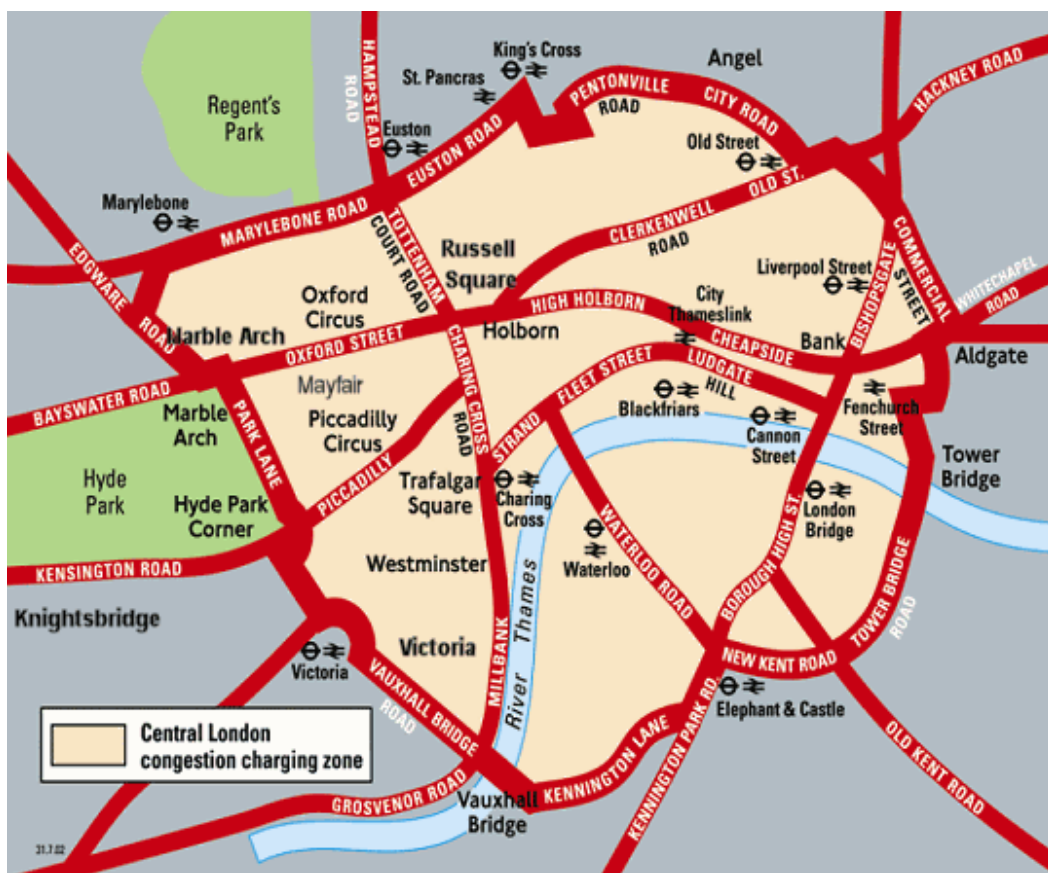 King's Cross
Angel
St. Pancras
HAMPSTEAD
ROAD
PENTONVILLE
ROAD
CITY ROAD
HACKNEY ROAD
Regent's
Park
Euston
EUSTON ROAD
Old Street
OLD ST.
Marylebone
MARYLEBONE ROAD
TOTTENHAM
COURT ROAD
CLERKENWELL
ROAD
COMMERCIAL
STREET
EDGWARE
ROAD
Russell
Square
Liverpool Street
BISHOPSGATE
WHITECHAPEL
ROAD
Oxford
Circus
HIGH HOLBORN
City
Thameslink
Marble Arch
OXFORD STREET
Holborn
CHEAPSIDE
Bank
Aldgate
BAYSWATER ROAD
Mayfair
CHARING CROSS
ROAD
FLEET STREET
LUDGATE
HILL
Marble
Arch
PARK LANE
Piccadilly
Circus
STRAND
Blackfriars
Cannon
Street
Fenchurch
Street
Hyde
Park
Hyde Park
Corner
PICCADILLY
Trafalgar
Square
Charing
Cross
Tower
Bridge
London
Bridge
KENSINGTON ROAD
Westminster
Waterloo
WATERLOO ROAD
BOROUGH HIGH ST.
TOWER BRIDGE
ROAD
Knightsbridge
Victoria
Victoria
VAUXHALL BRIDGE
ROAD
MILLBANK
River Thames
NEW KENT ROAD
Elephant & Castle
KENNINGTON PARK RD.
OLD KENT ROAD
Central London
congestion charging zone
GROSVENOR ROAD
Vauxhall
Bridge
KENNINGTON LANE
31.7.02